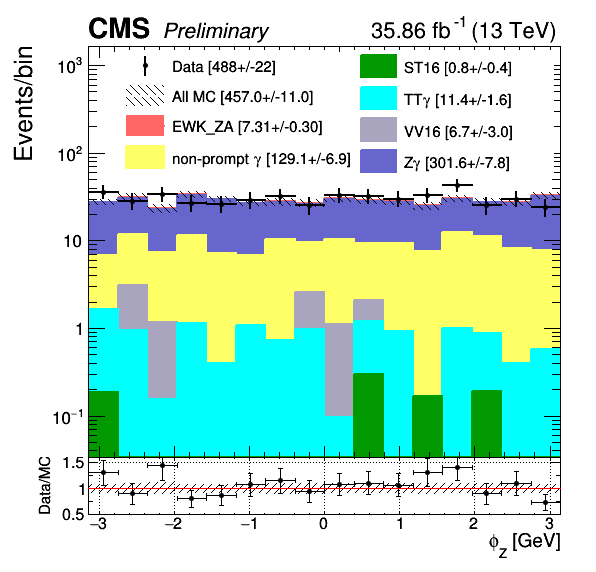 CMS Preliminary 35.86 fb⁻¹ (13 TeV)
Events/bin
10³
10²
10
1
10⁻¹
Data [488+/-22]
All MC [457.0+/-11.0]
EWK_ZA [7.31+/-0.30]
non-prompt γ [129.1+/-6.9]
ST16 [0.8+/-0.4]
TTγ [11.4+/-1.6]
VV16 [6.7+/-3.0]
Zγ [301.6+/-7.8]
Data/MC
1.5
1
0.5
−3 −2 −1 0 1 2 3
ϕ_Z [GeV]